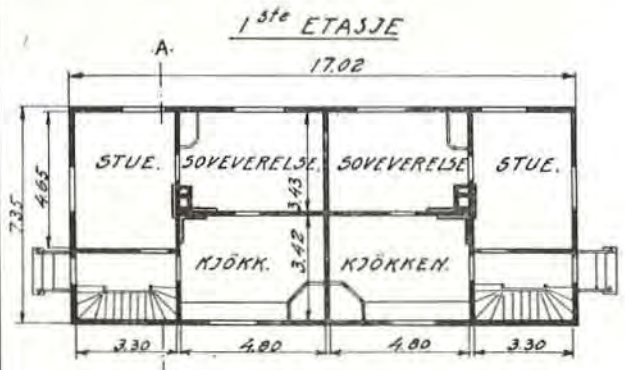 1ste ETASJE
A.
17.02
STUE.
SOVEVERELSE.
SOVEVERELSE
STUE.
7.35
4.65
3.43
KJÖKK.
3.42
KJÖKKEN.
3.30
4.80
4.80
3.30